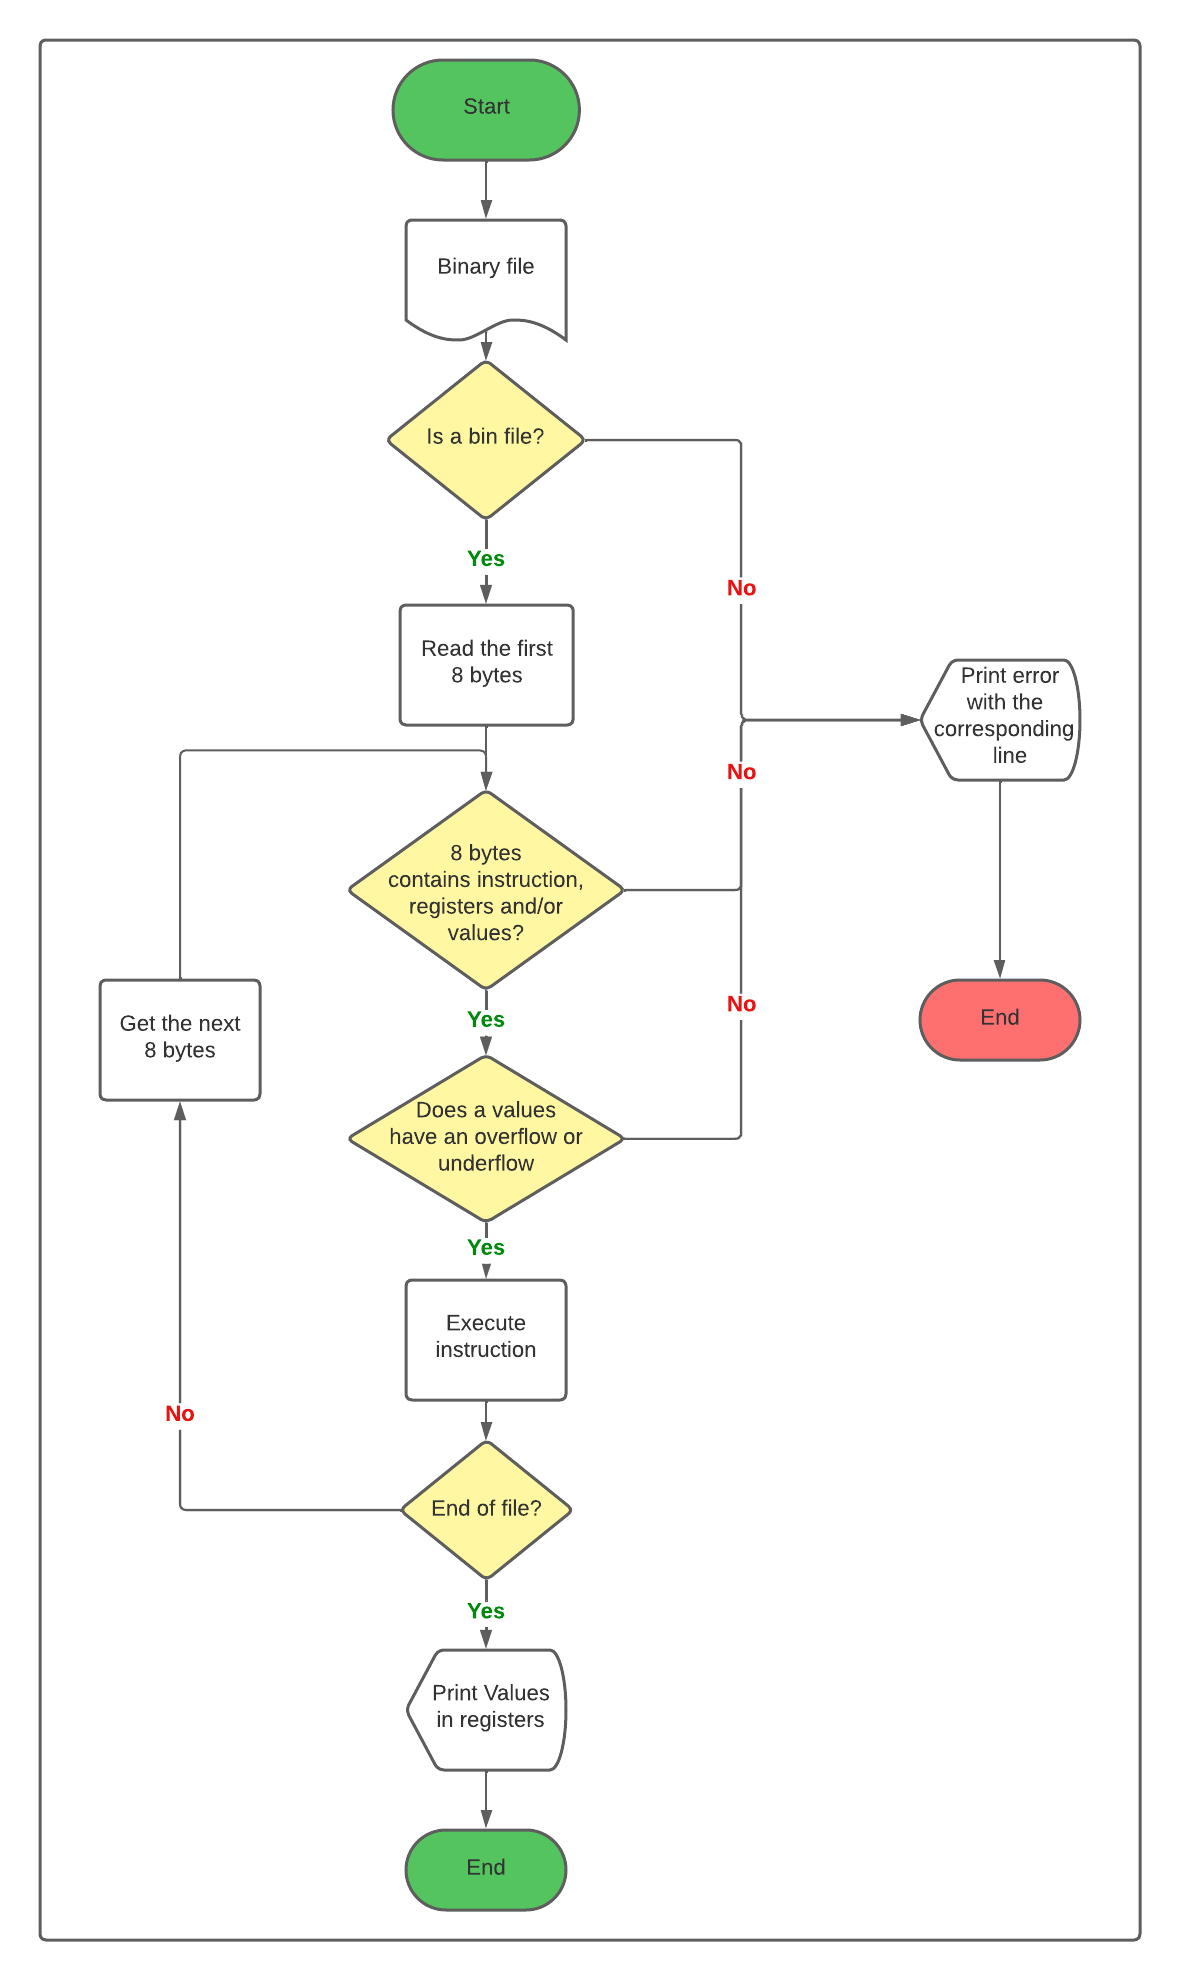 Start
Binary file
Is a bin file?
Yes
No
Read the first
8 bytes
Print error
with the
corresponding
line
No
8 bytes
contains instruction,
registers and/or
values?
Yes
No
Get the next
8 bytes
End
Does a values
have an overflow or
underflow
Yes
Execute
instruction
No
End of file?
Yes
Print Values
in registers
End